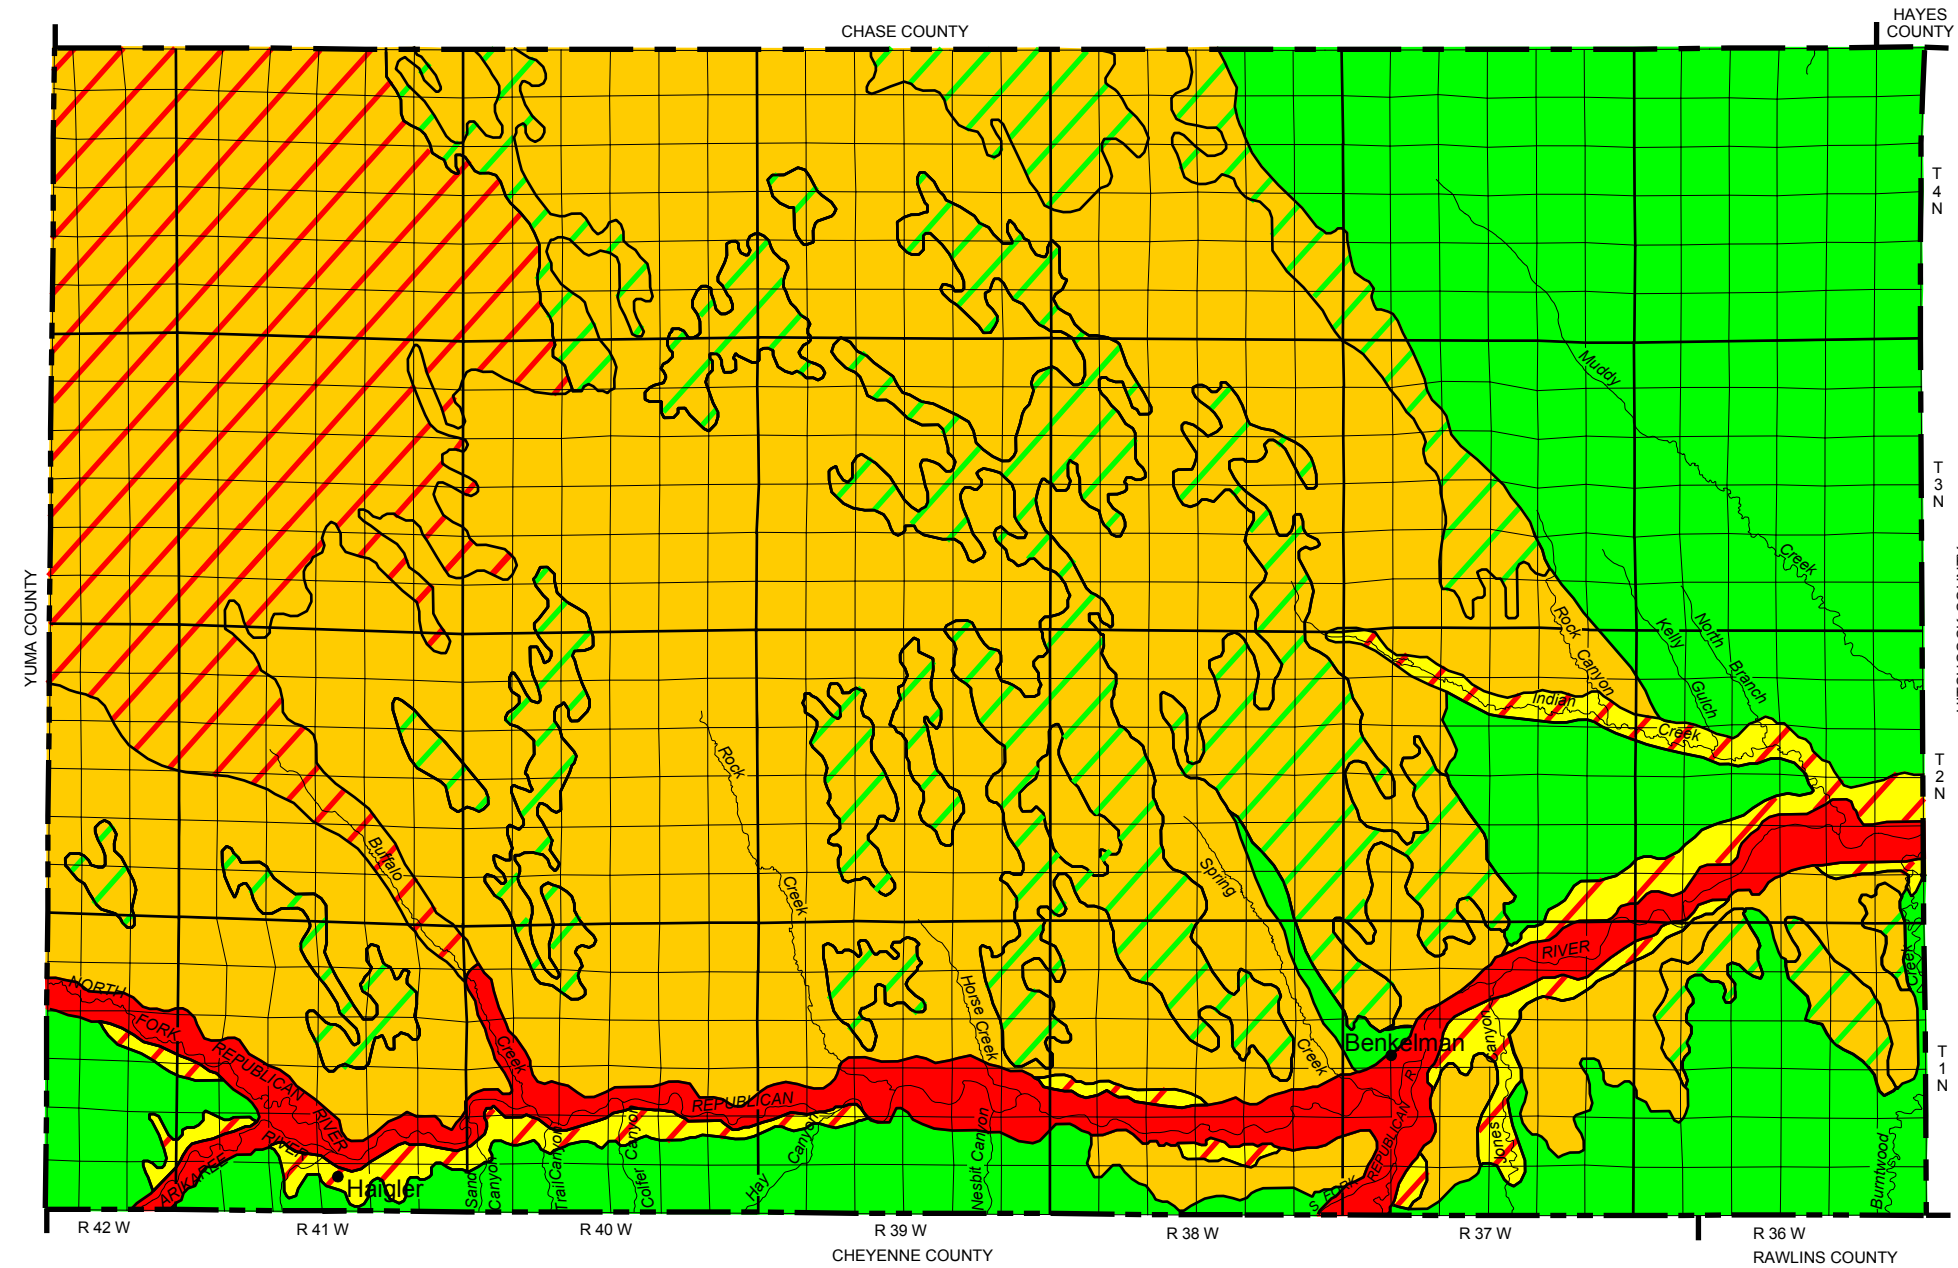 HAYES
COUNTY
CHASE COUNTY
T
4
N
Muddy
T
3
N
Creek
YUMA COUNTY
Rock
Canyon
Kelly
Gulch
North
Branch
Indian
Creek
Rock
Creek
T
2
N
Buffalo
Creek
Spring
Creek
Horse Creek
RIVER
Creek
NORTH
FORK
REPUBLICAN
RIVER
Benkelman
Canyon
Jones
T
1
N
REPUBLICAN
R.
REPUBLICAN
S. FORK
RIVER
ARIKAREE
Haigler
Sand
Canyon
Trail Canyon
Golfer
Canyon
Hay
Canyon
Nesbit Canyon
Burntwood
R 42 W
R 41 W
R 40 W
R 39 W
R 38 W
R 37 W
R 36 W
CHEYENNE COUNTY
RAWLINS COUNTY